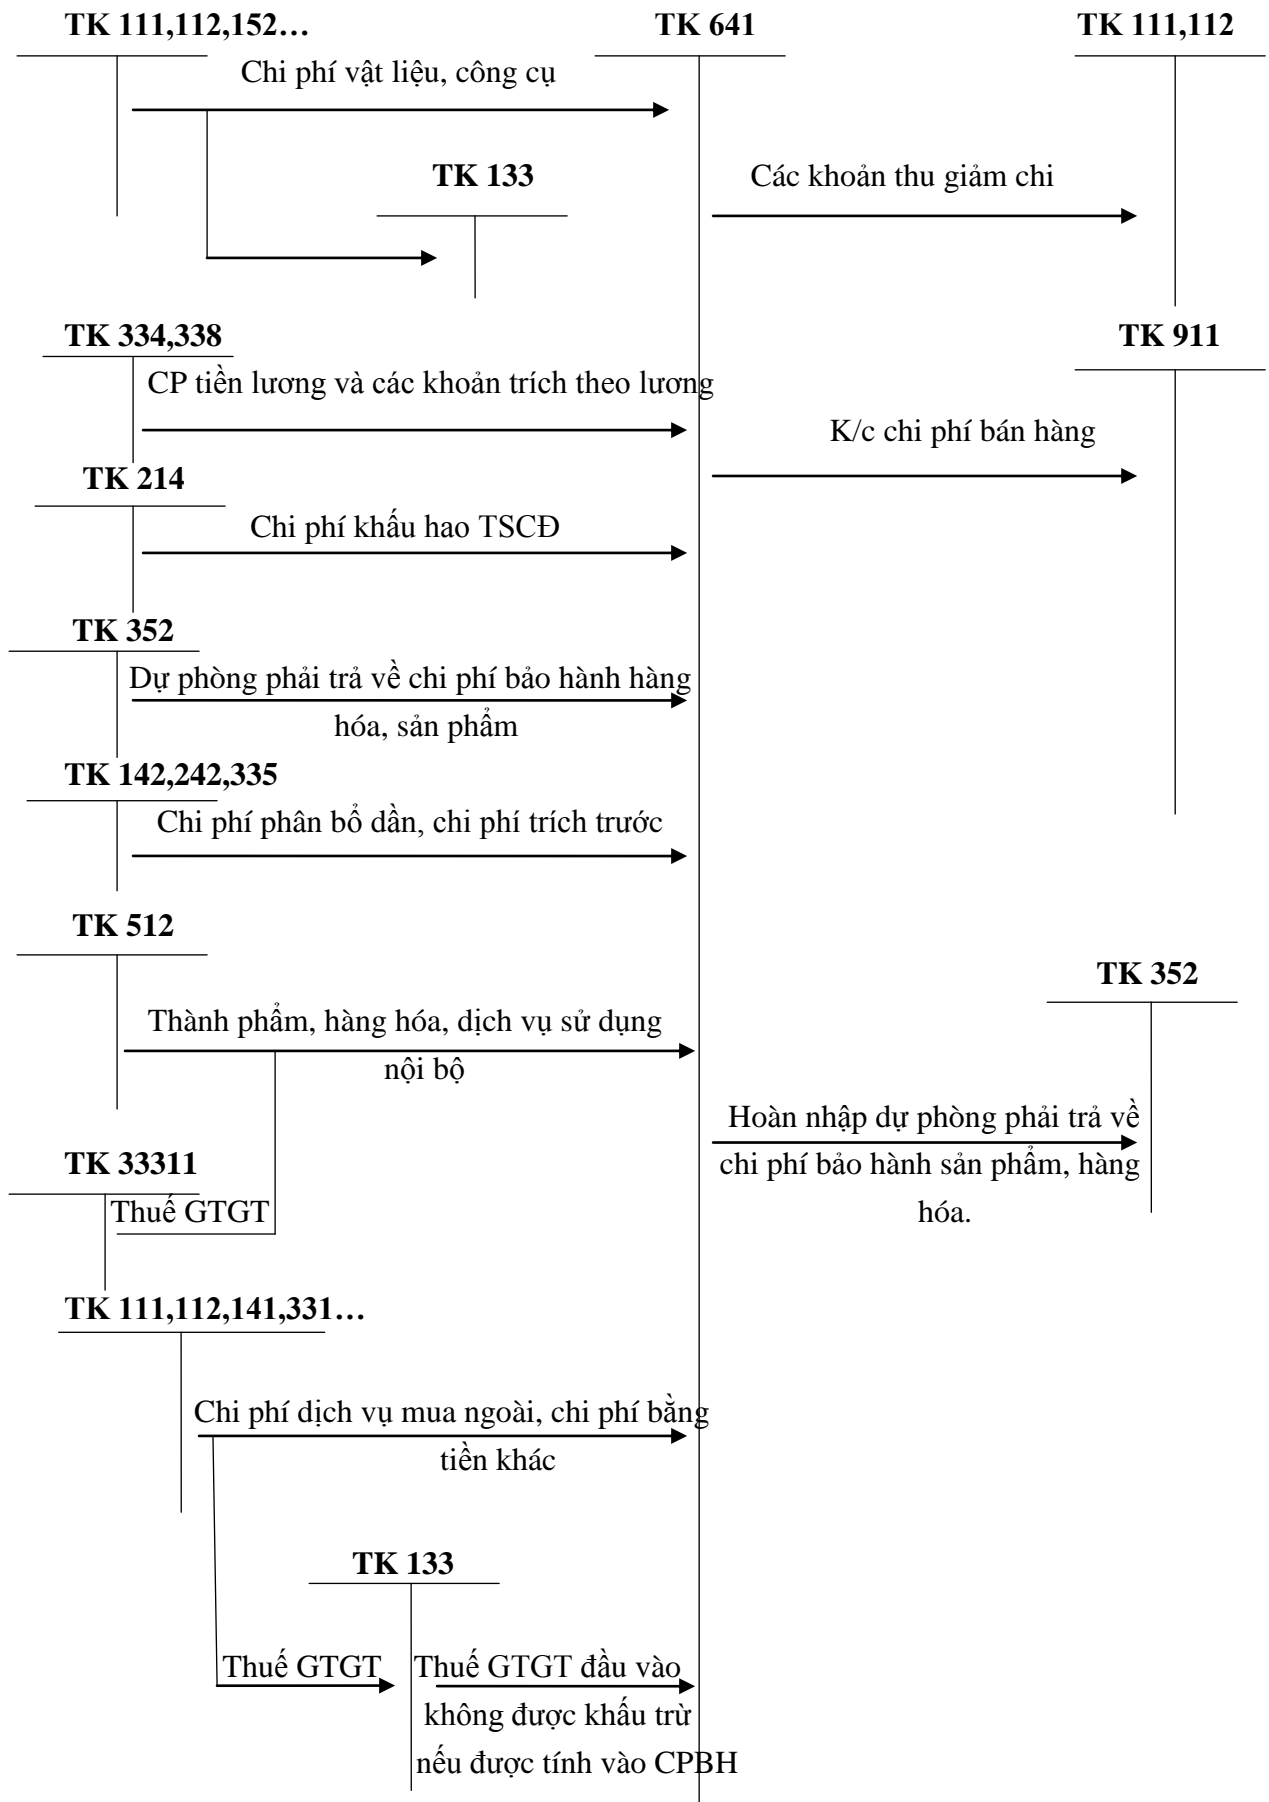 TK 111,112,152…
TK 641
TK 111,112
Chi phí vật liệu, công cụ
TK 133
Các khoản thu giảm chi
TK 334,338
TK 911
CP tiền lương và các khoản trích theo lương
K/c chi phí bán hàng
TK 214
Chi phí khấu hao TSCĐ
TK 352
Dự phòng phải trả về chi phí bảo hành hàng
hóa, sản phẩm
TK 142,242,335
Chi phí phân bổ dần, chi phí trích trước
TK 512
TK 352
Thành phẩm, hàng hóa, dịch vụ sử dụng
nội bộ
Hoàn nhập dự phòng phải trả về
chi phí bảo hành sản phẩm, hàng
hóa.
TK 33311
Thuế GTGT
TK 111,112,141,331…
Chi phí dịch vụ mua ngoài, chi phí bằng
tiền khác
TK 133
Thuế GTGT
Thuế GTGT đầu vào
không được khấu trừ
nếu được tính vào CPBH